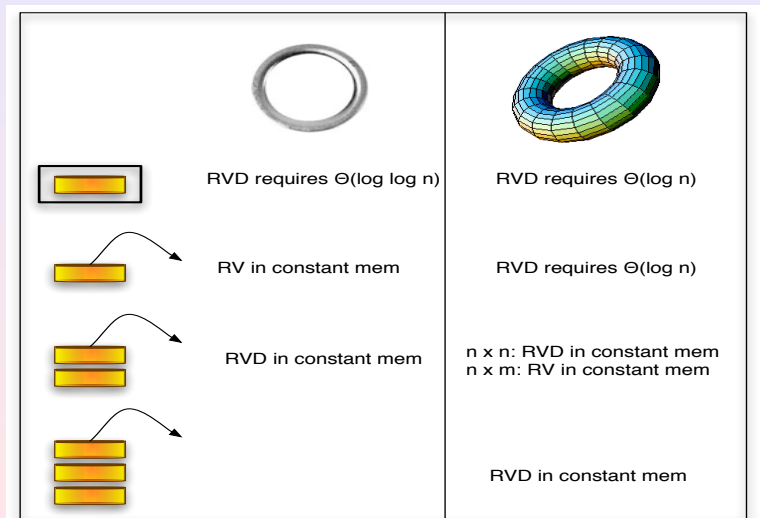 RVD requires Θ(log log n)
RVD requires Θ(log n)
RV in constant mem
RVD requires Θ(log n)
RVD in constant mem
n x n: RVD in constant mem
n x m: RV in constant mem
RVD in constant mem